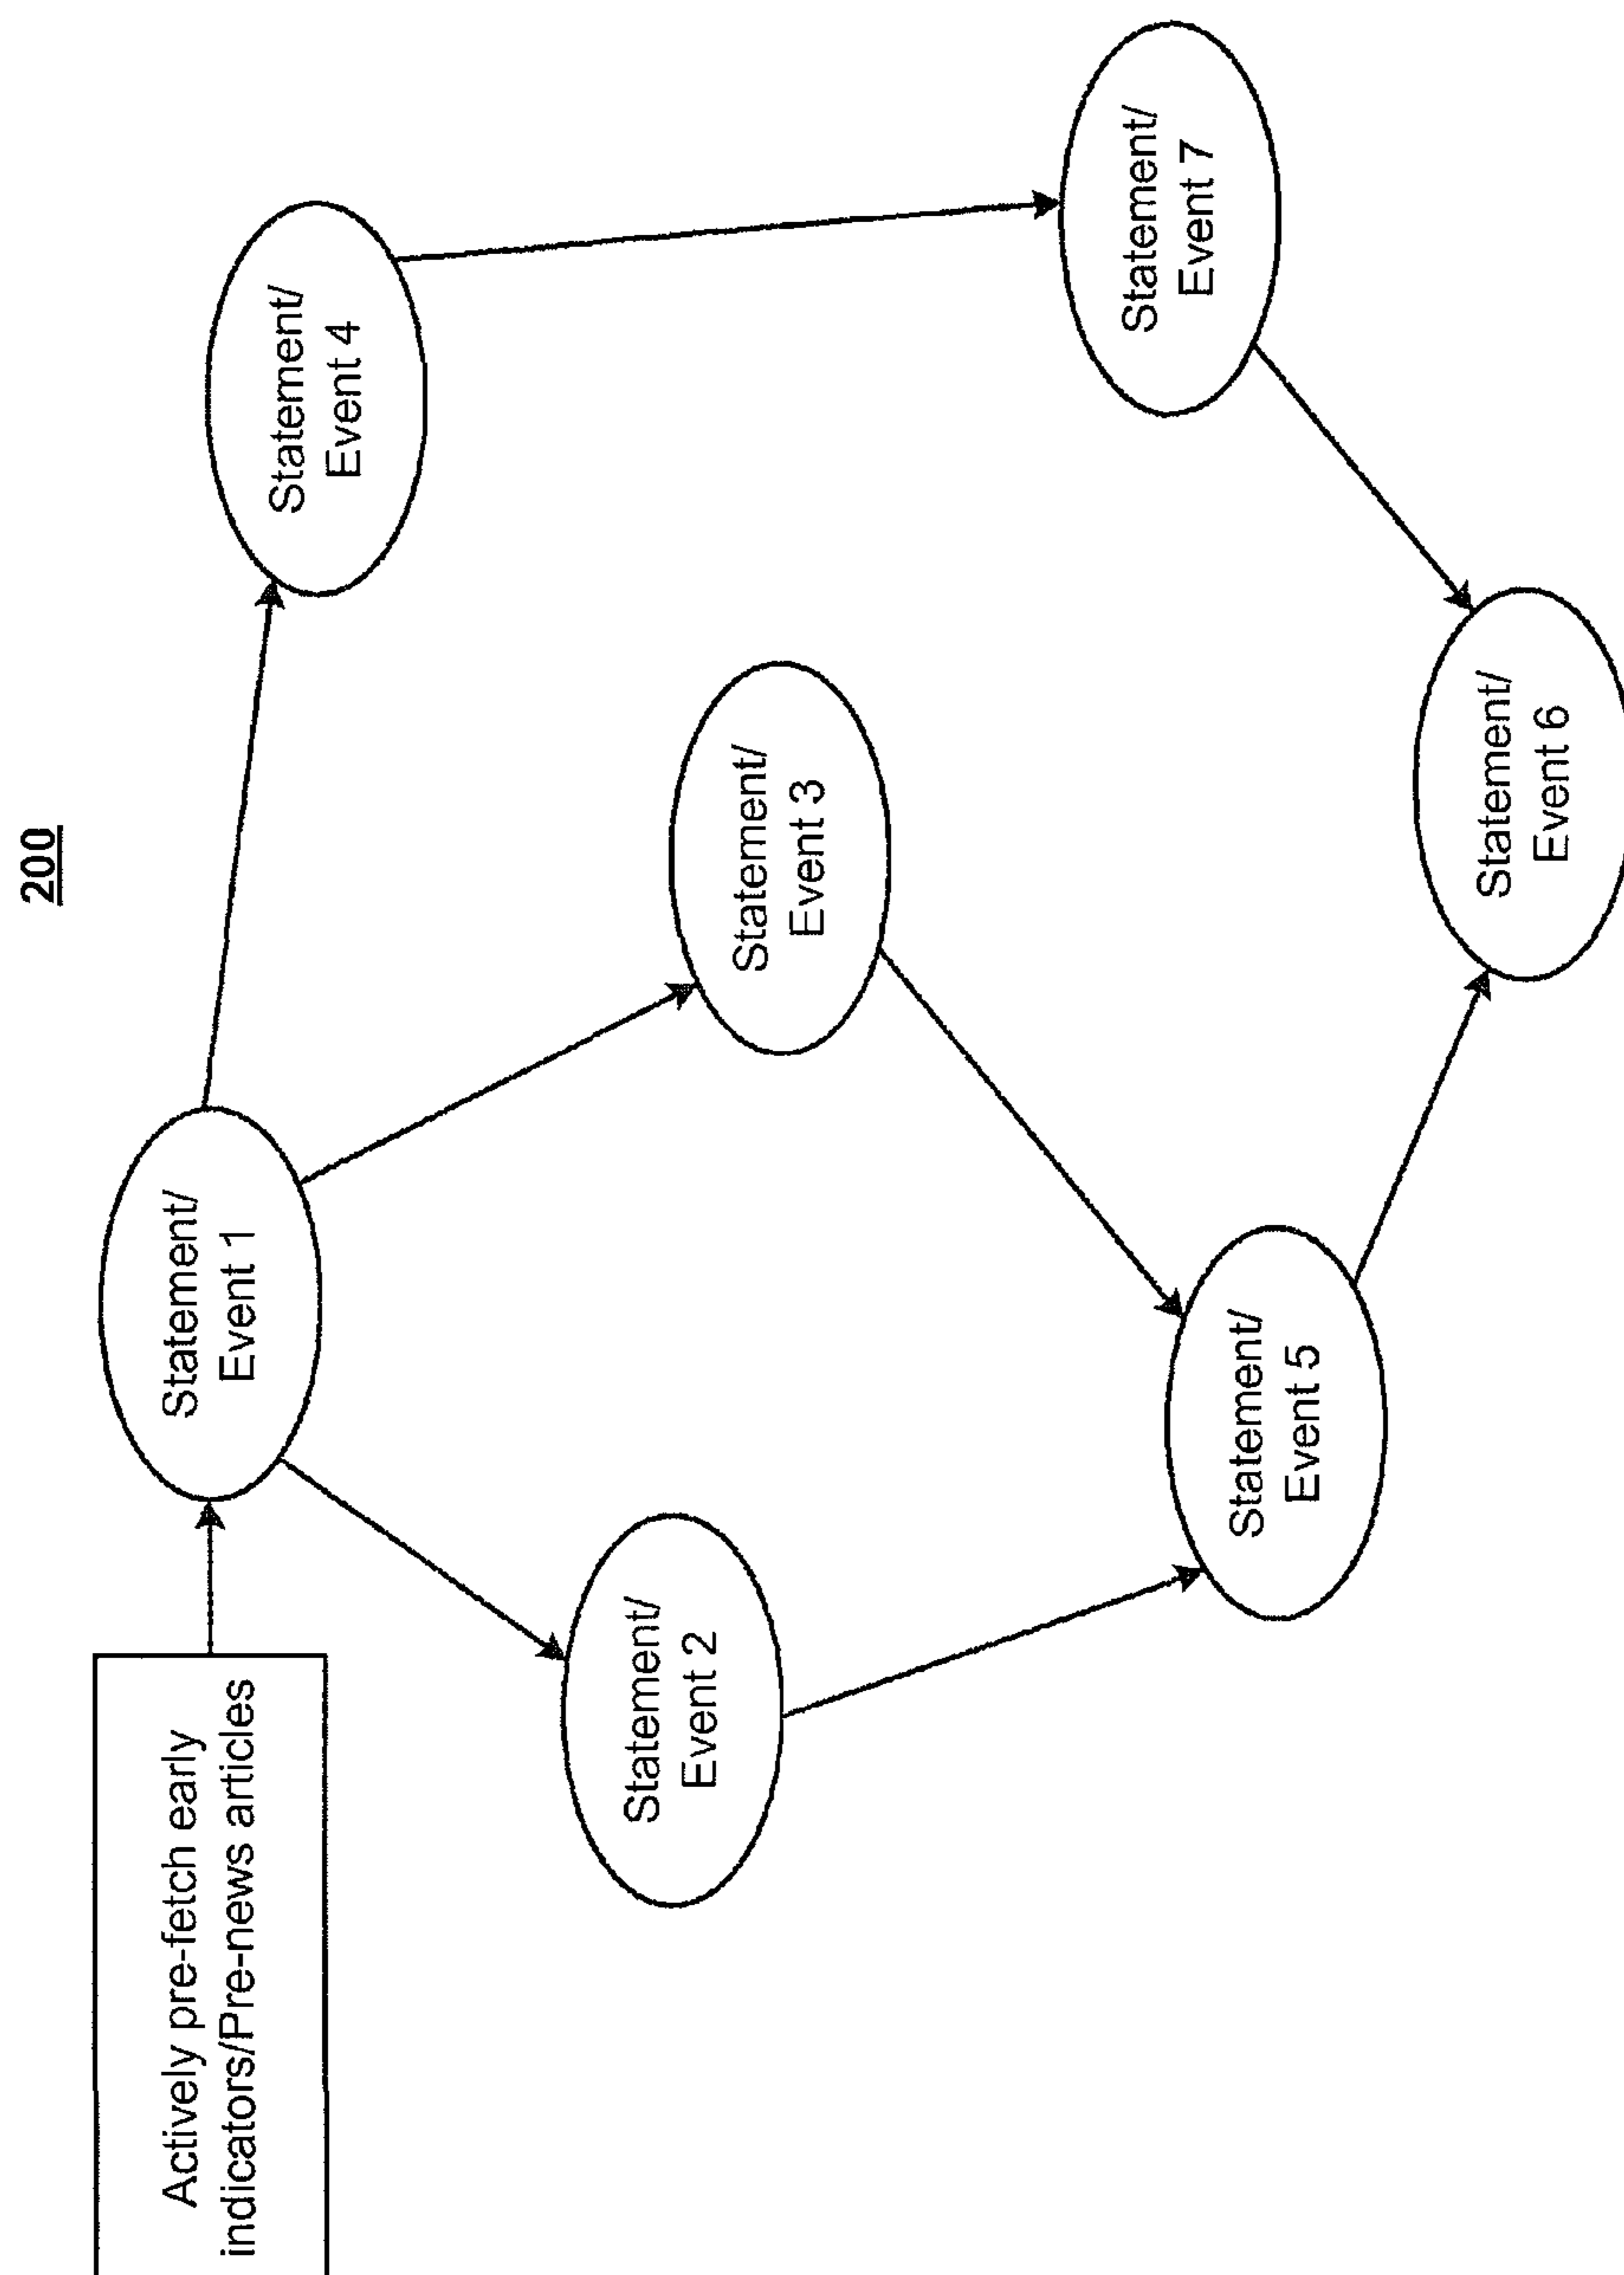 200
Actively pre-fetch early
indicators/Pre-news articles
Statement/
Event 1
Statement/
Event 4
Statement/
Event 2
Statement/
Event 3
Statement/
Event 5
Statement/
Event 7
Statement/
Event 6